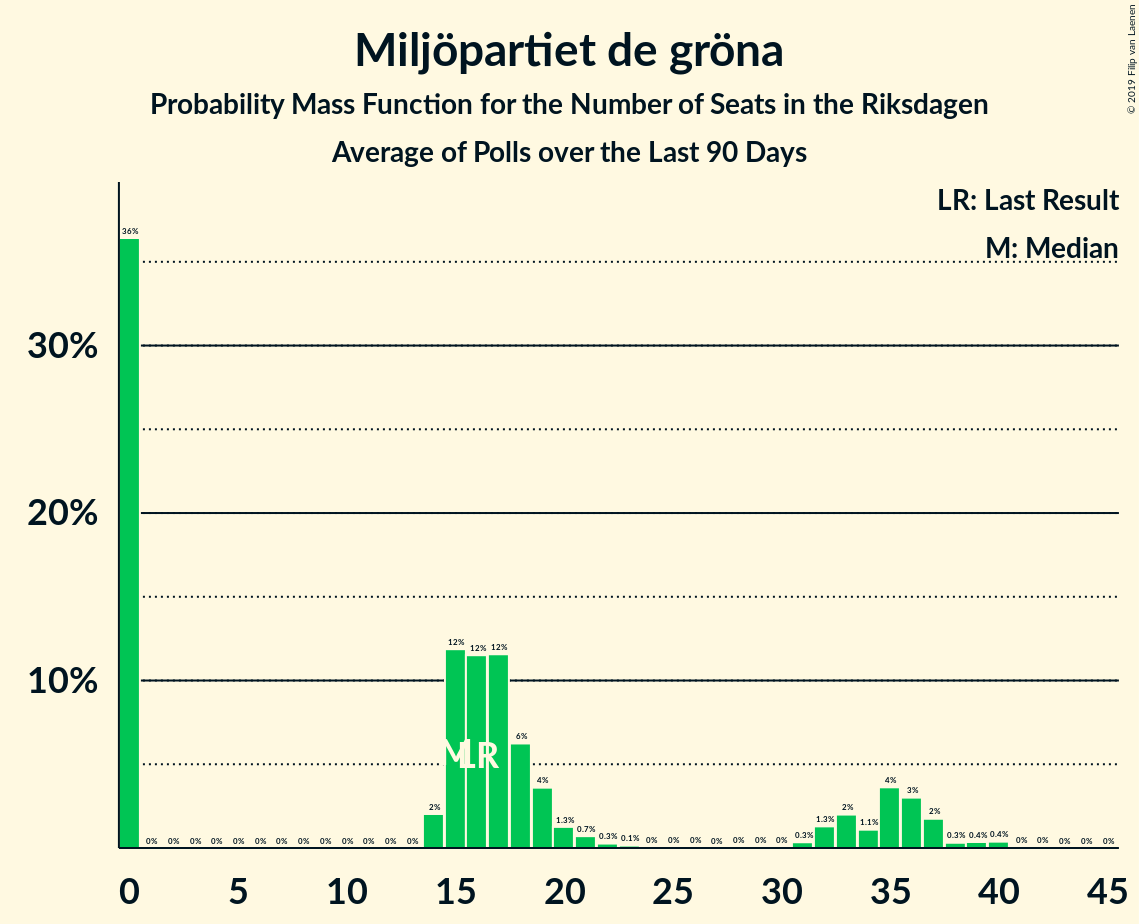 Miljöpartiet de gröna
Probability Mass Function for the Number of Seats in the Riksdagen
Average of Polls over the Last 90 Days
© 2019 Filip van Laenen
LR: Last Result
M: Median
30%
20%
10%
36% 0% 0% 0% 0% 0% 0% 0% 0% 0% 0% 0% 0% 0% 2% 12% 12% 12% 6% 4% 1.3% 0.7% 0.3% 0.1% 0% 0% 0% 0% 0% 0% 0% 0.3% 1.3% 2% 1.1% 4% 3% 2% 0.3% 0.4% 0.4% 0% 0% 0% 0% 0%
M LR
0 5 10 15 20 25 30 35 40 45